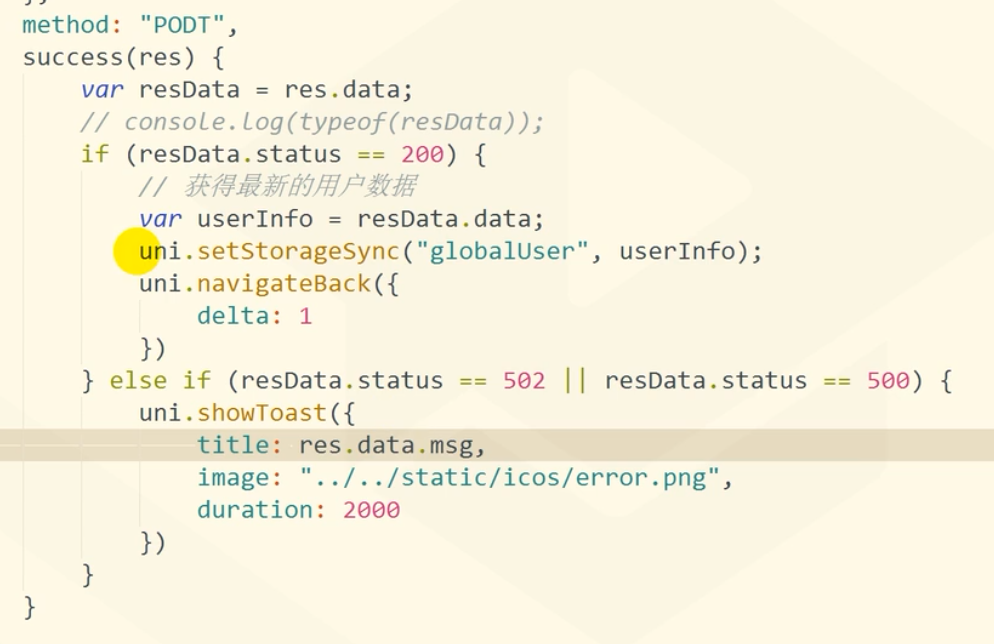 method: "PODT",
success(res) {
var resData = res.data;
// console.log(typeof(resData));
if (resData.status == 200) {
// 获得最新的用户数据
var userInfo = resData.data;
uni.setStorageSync("globalUser", userInfo);
uni.navigateBack({
delta: 1
})
} else if (resData.status == 502 || resData.status == 500) {
uni.showToast({
title: res.data.msg,
image: "../../static/icos/error.png",
duration: 2000
})
}
}